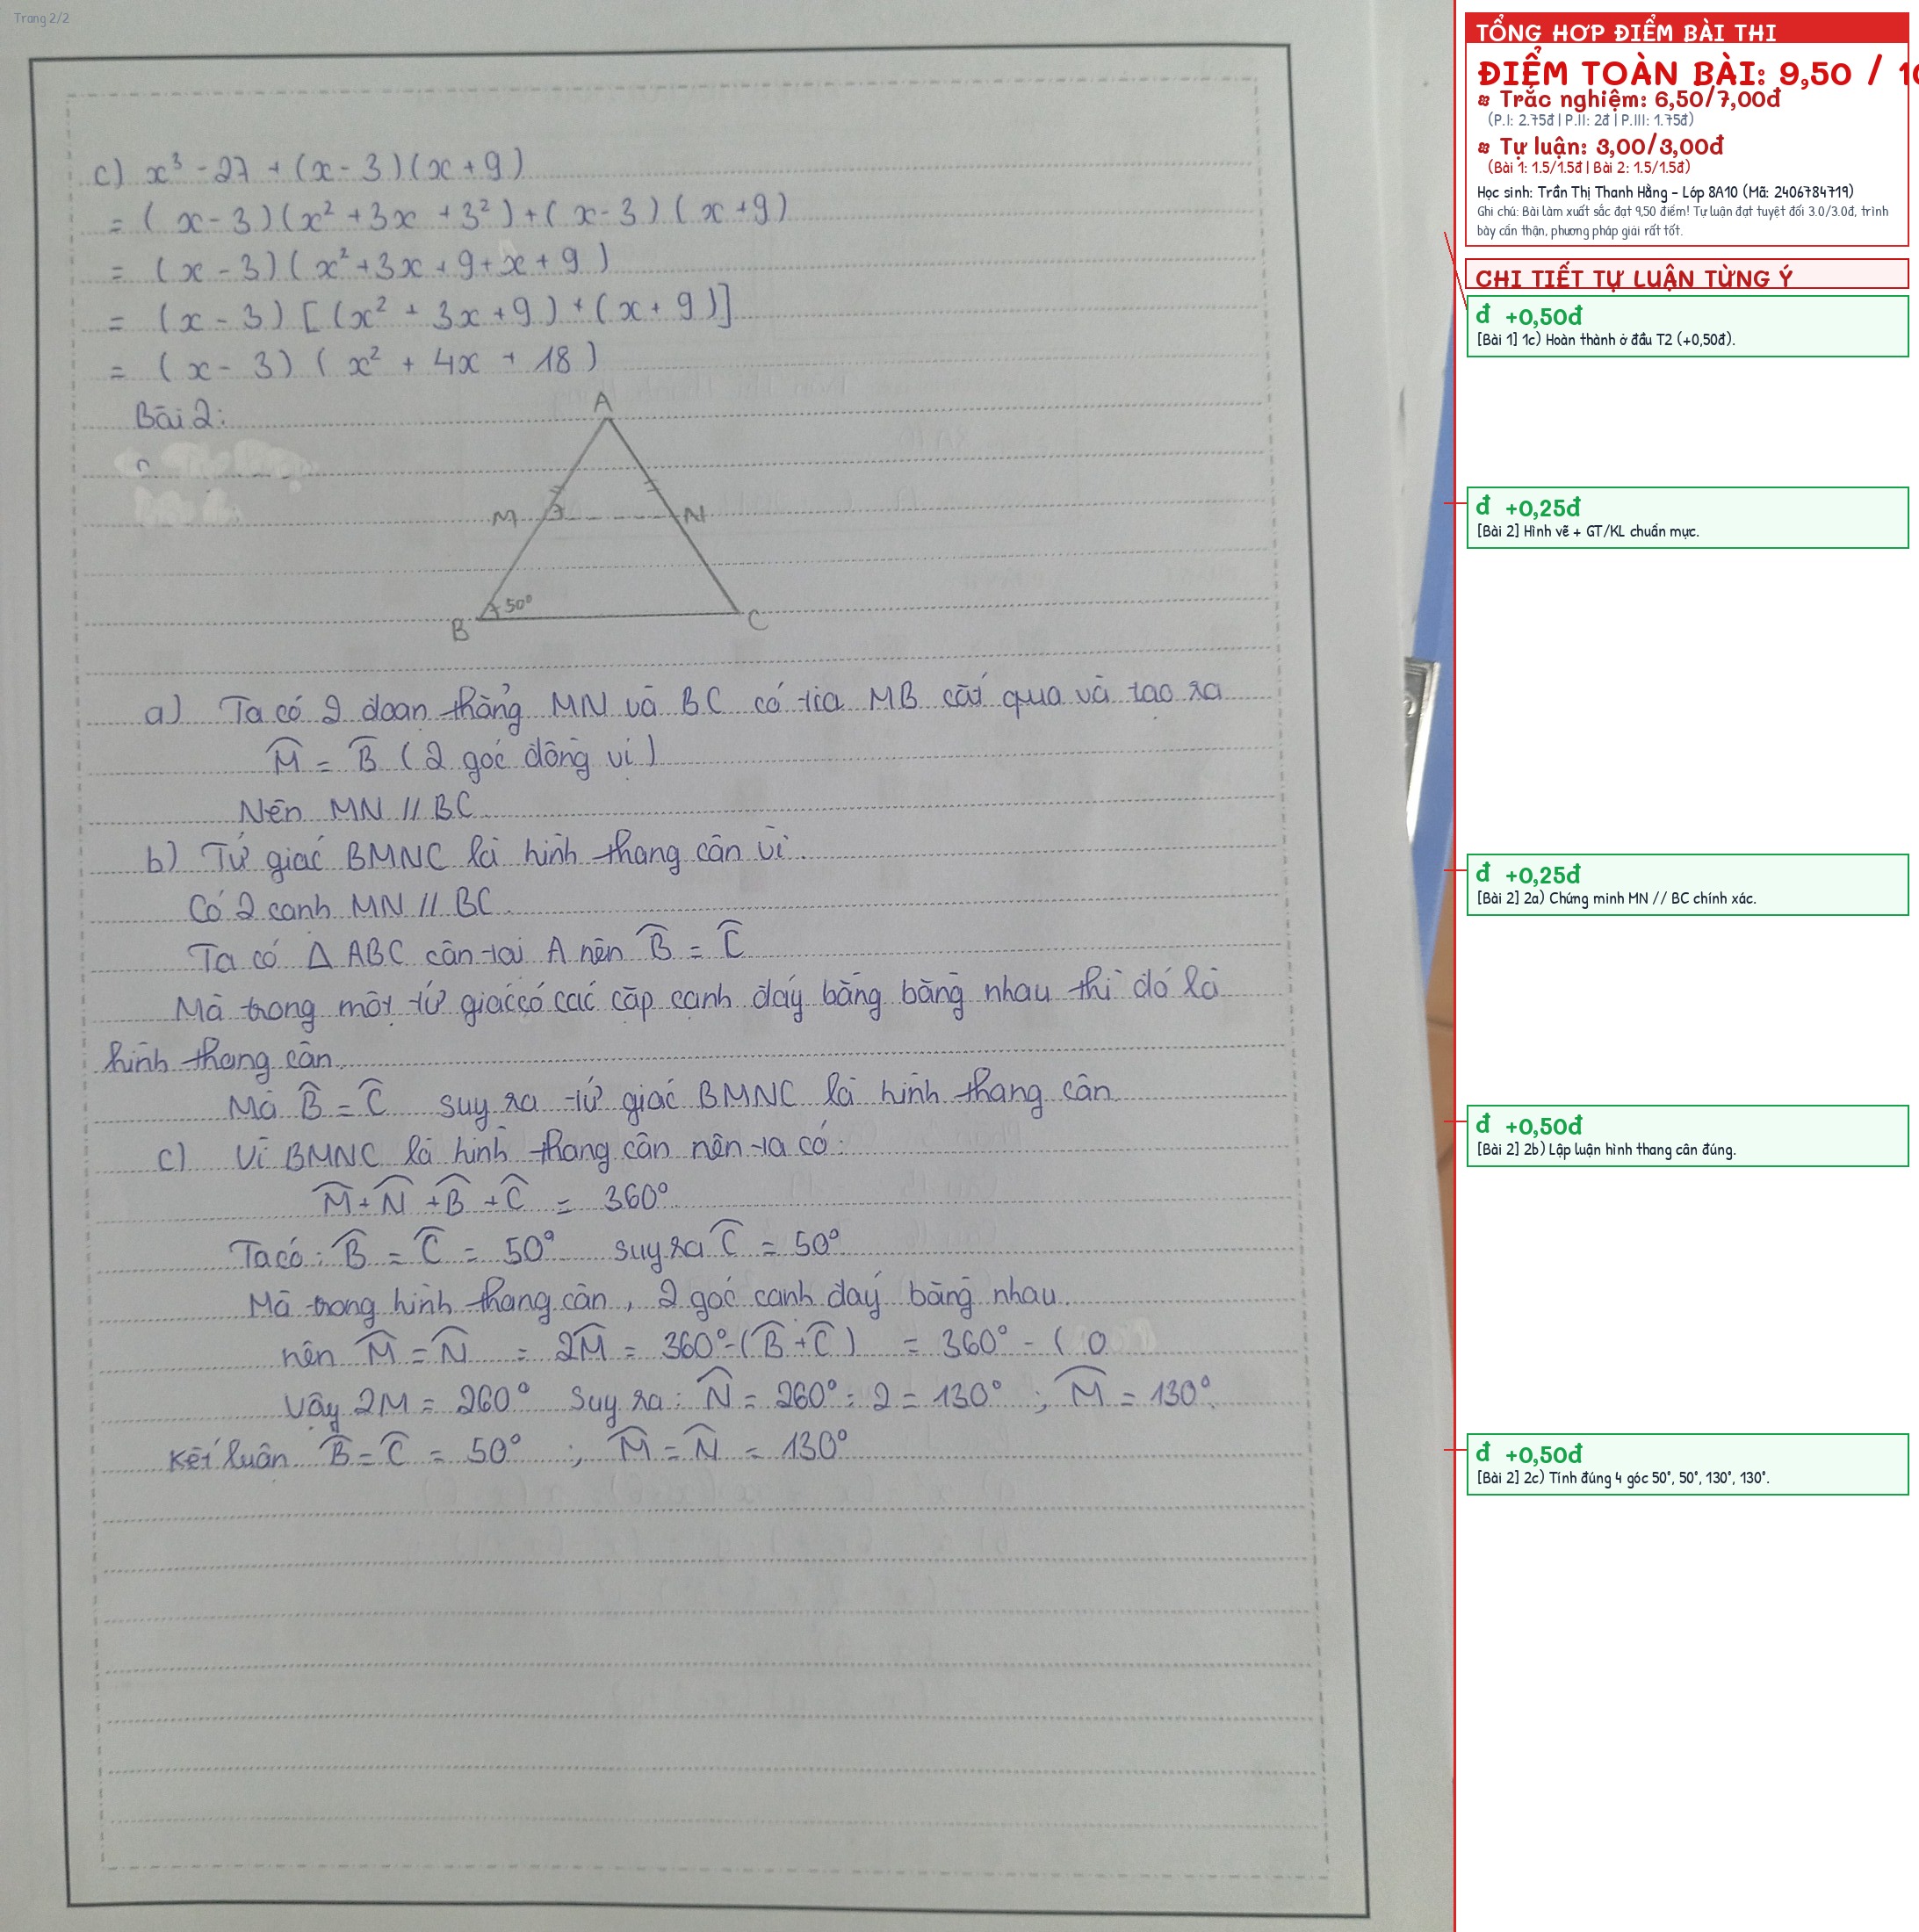 Trang 2/2
c) x³ - 27 + (x - 3)(x + 9)
= (x - 3)(x² + 3x + 3²) + (x - 3)(x + 9)
= (x - 3)(x² + 3x + 9 + x + 9)
= (x - 3)[(x² + 3x + 9) + (x + 9)]
= (x - 3)(x² + 4x + 18)
Bài 2:
A
M N
50°
B C
a) Ta có 2 đoạn thẳng MN và BC có tia MB cắt qua và tạo ra
M̂ = B̂ (2 góc đồng vị)
Nên MN // BC
b) Tứ giác BMNC là hình thang cân vì.
Có 2 cạnh MN // BC.
Ta có Δ ABC cân tại A nên B̂ = Ĉ
Mà trong một tứ giác có các cặp cạnh đáy bằng bằng nhau thì đó là
hình thang cân.
Mà B̂ = Ĉ suy ra tứ giác BMNC là hình thang cân
c) Vì BMNC là hình thang cân nên ta có:
M̂ + N̂ + B̂ + Ĉ = 360°
Ta có: B̂ = Ĉ = 50° suy ra Ĉ = 50°
Mà trong hình thang cân, 2 góc cạnh đáy bằng nhau.
nên M̂ = N̂ = 2M̂ = 360° - (B̂ + Ĉ) = 360° - ( 0
Vậy 2M = 260° Suy ra: N̂ = 260° : 2 = 130° ; M̂ = 130°.
Kết luận B̂ = Ĉ = 50° ; M̂ = N̂ = 130°
TỔNG HỢP ĐIỂM BÀI THI
ĐIỂM TOÀN BÀI: 9,50 / 10
Trắc nghiệm: 6,50/7,00đ
(P.I: 2.75đ | P.II: 2đ | P.III: 1.75đ)
Tự luận: 3,00/3,00đ
(Bài 1: 1.5/1.5đ | Bài 2: 1.5/1.5đ)
Học sinh: Trần Thị Thanh Hằng - Lớp 8A10 (Mã: 2406784719)
Ghi chú: Bài làm xuất sắc đạt 9,50 điểm! Tự luận đạt tuyệt đối 3.0/3.0đ, trình
bày cẩn thận, phương pháp giải rất tốt.
CHI TIẾT TỰ LUẬN TỪNG Ý
đ +0,50đ
[Bài 1] 1c) Hoàn thành ở đầu T2 (+0,50đ).
đ +0,25đ
[Bài 2] Hình vẽ + GT/KL chuẩn mực.
đ +0,25đ
[Bài 2] 2a) Chứng minh MN // BC chính xác.
đ +0,50đ
[Bài 2] 2b) Lập luận hình thang cân đúng.
đ +0,50đ
[Bài 2] 2c) Tính đúng 4 góc 50°, 50°, 130°, 130°.